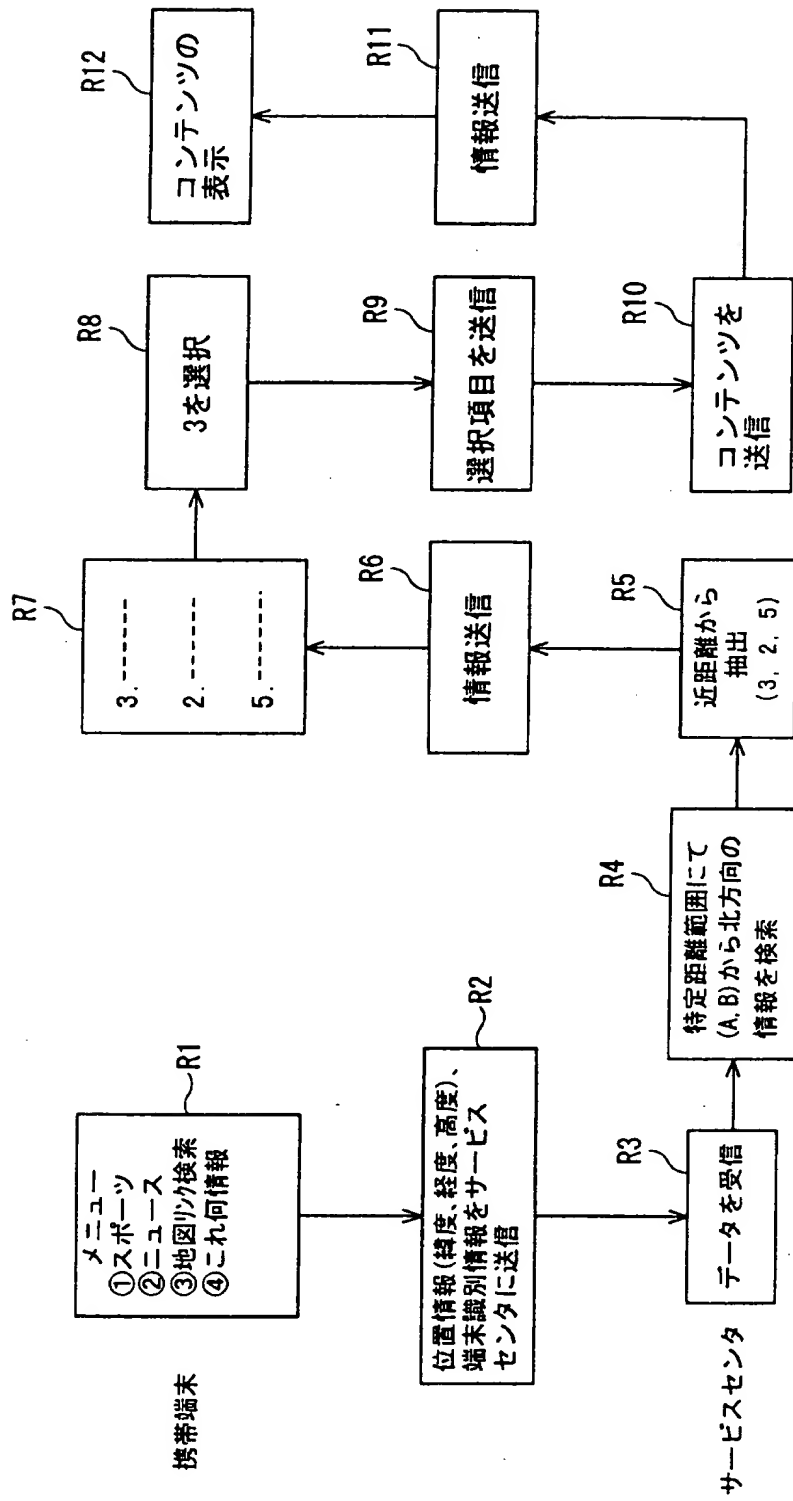 携帯端末
メニュー
①スポーツ
②ニュース
③地図リンク検索
④これ何情報
R1
位置情報(緯度、経度、高度)、
端末識別情報をサービス
センタに送信
R2
サービスセンタ
データを受信
R3
特定距離範囲にて
(A, B)から北方向の
情報を検索
R4
近距離から
抽出
(3, 2, 5)
R5
情報送信
R6
3. ------
2. ------
5. ------
R7
3を選択
R8
選択項目を送信
R9
コンテンツを
送信
R10
情報送信
R11
コンテンツの
表示
R12